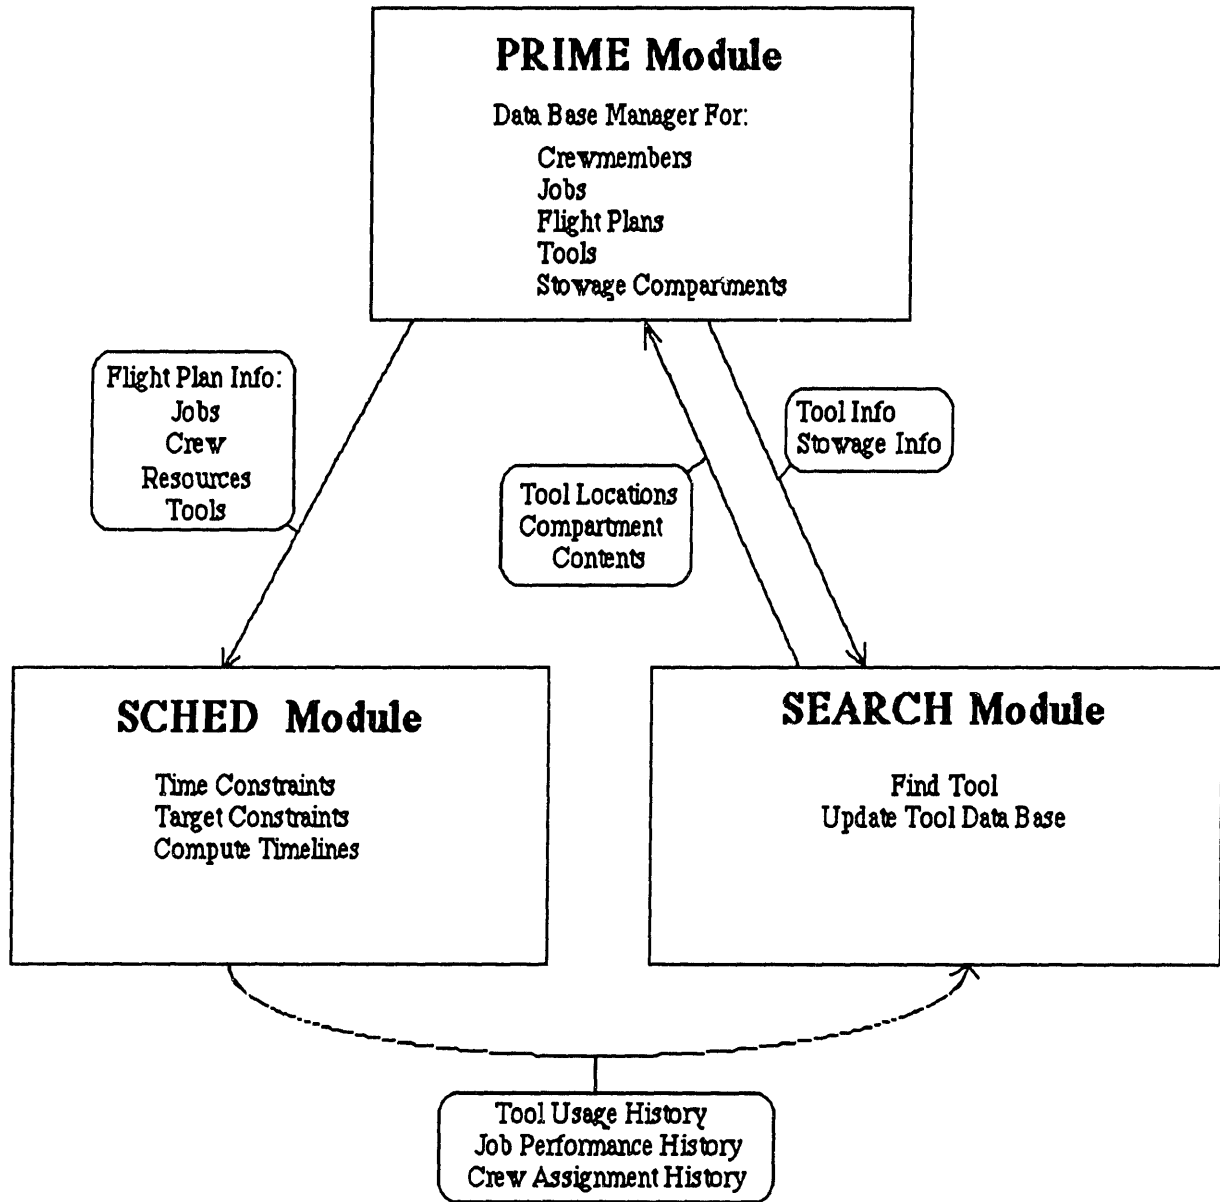 PRIME Module
Data Base Manager For:
Crewmembers
Jobs
Flight Plans
Tools
Stowage Compartments
Flight Plan Info:
Jobs
Crew
Resources
Tools
Tool Info
Stowage Info
Tool Locations
Compartment
Contents
SCHED Module
Time Constraints
Target Constraints
Compute Timelines
SEARCH Module
Find Tool
Update Tool Data Base
Tool Usage History
Job Performance History
Crew Assignment History